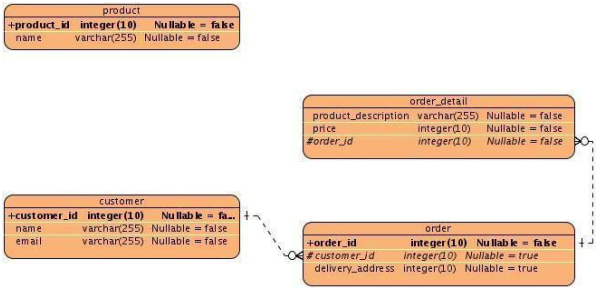 product
+product_id integer(10) Nullable = false
name varchar(255) Nullable = false
order_detail
product_description varchar(255) Nullable = false
price integer(10) Nullable = false
#order_id integer(10) Nullable = false
customer
+customer_id integer(10) Nullable = fa...
name varchar(255) Nullable = false
email varchar(255) Nullable = false
order
+order_id integer(10) Nullable = false
#customer_id integer(10) Nullable = true
delivery_address integer(10) Nullable = true